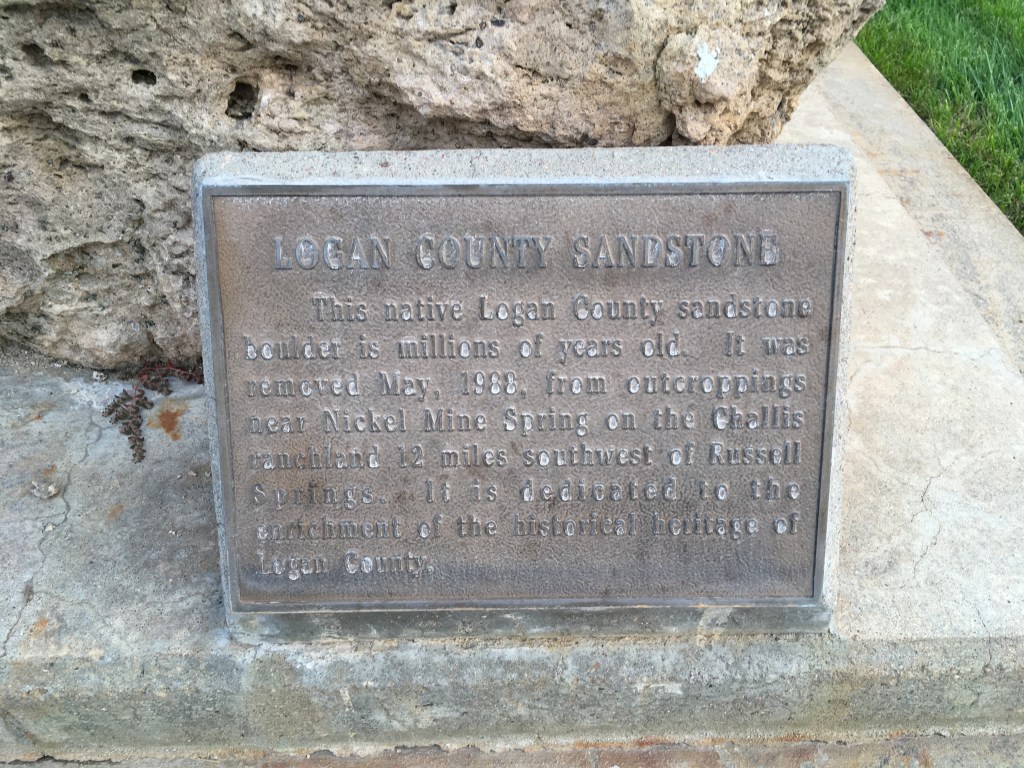 LOGAN COUNTY SANDSTONE
This native Logan County sandstone
boulder is millions of years old. It was
removed May, 1988, from outcroppings
near Nickel Mine Spring on the Challis
ranchland 12 miles southwest of Russell
Springs. It is dedicated to the
enrichment of the historical heritage of
Logan County.